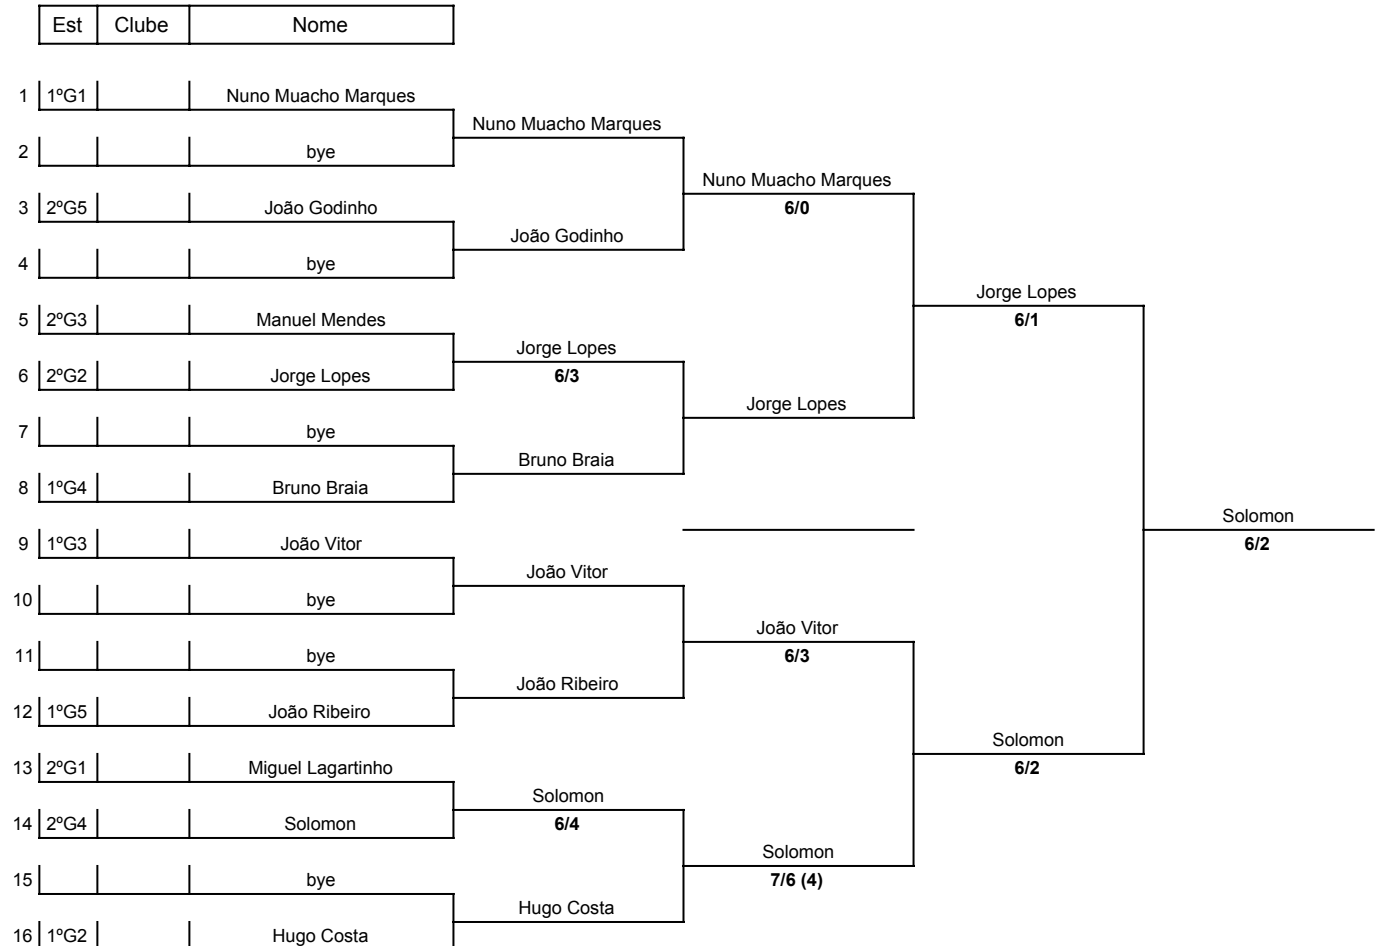 Est Clube Nome
1 1ºG1 Nuno Muacho Marques
Nuno Muacho Marques
2 bye
Nuno Muacho Marques
3 2ºG5 João Godinho 6/0
João Godinho
4 bye
Jorge Lopes
5 2ºG3 Manuel Mendes 6/1
Jorge Lopes
6 2ºG2 Jorge Lopes 6/3
Jorge Lopes
7 bye
Bruno Braia
8 1ºG4 Bruno Braia
Solomon
9 1ºG3 João Vitor 6/2
João Vitor
10 bye
João Vitor
11 bye 6/3
João Ribeiro
12 1ºG5 João Ribeiro
Solomon
13 2ºG1 Miguel Lagartinho 6/2
Solomon
14 2ºG4 Solomon 6/4
Solomon
15 bye 7/6 (4)
Hugo Costa
16 1ºG2 Hugo Costa